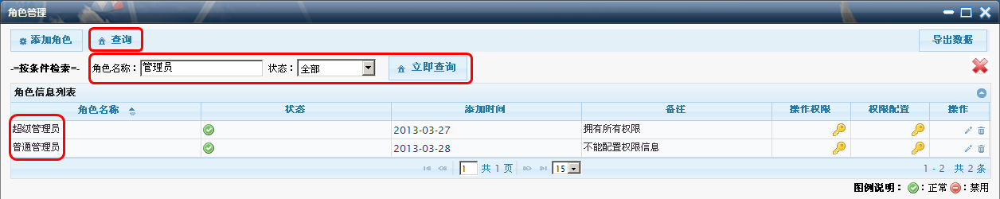 角色管理
添加角色 查询 导出数据
-=按条件检索=- 角色名称： 管理员 状态： 全部 立即查询
角色信息列表
角色名称 状态 添加时间 备注 操作权限 权限配置 操作
超级管理员 2013-03-27 拥有所有权限
普通管理员 2013-03-28 不能配置权限信息
1 共 1 页 15 1 - 2 共 2 条
图例说明： ：正常 ：禁用